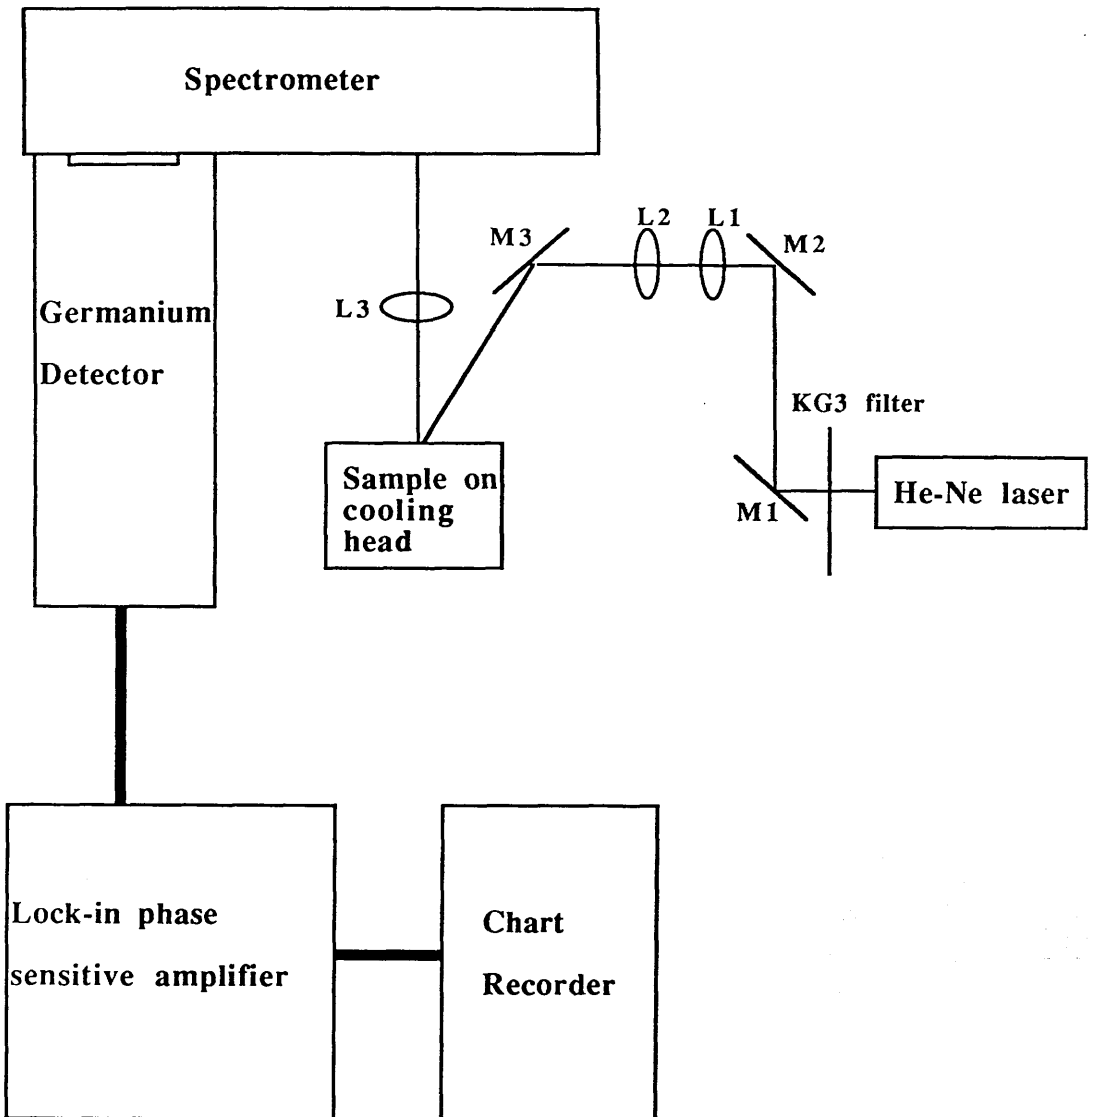 Spectrometer
L2
L1
M3
M2
L3
Germanium
Detector
KG3 filter
Sample on
cooling
head
He-Ne laser
M1
Lock-in phase
sensitive amplifier
Chart
Recorder